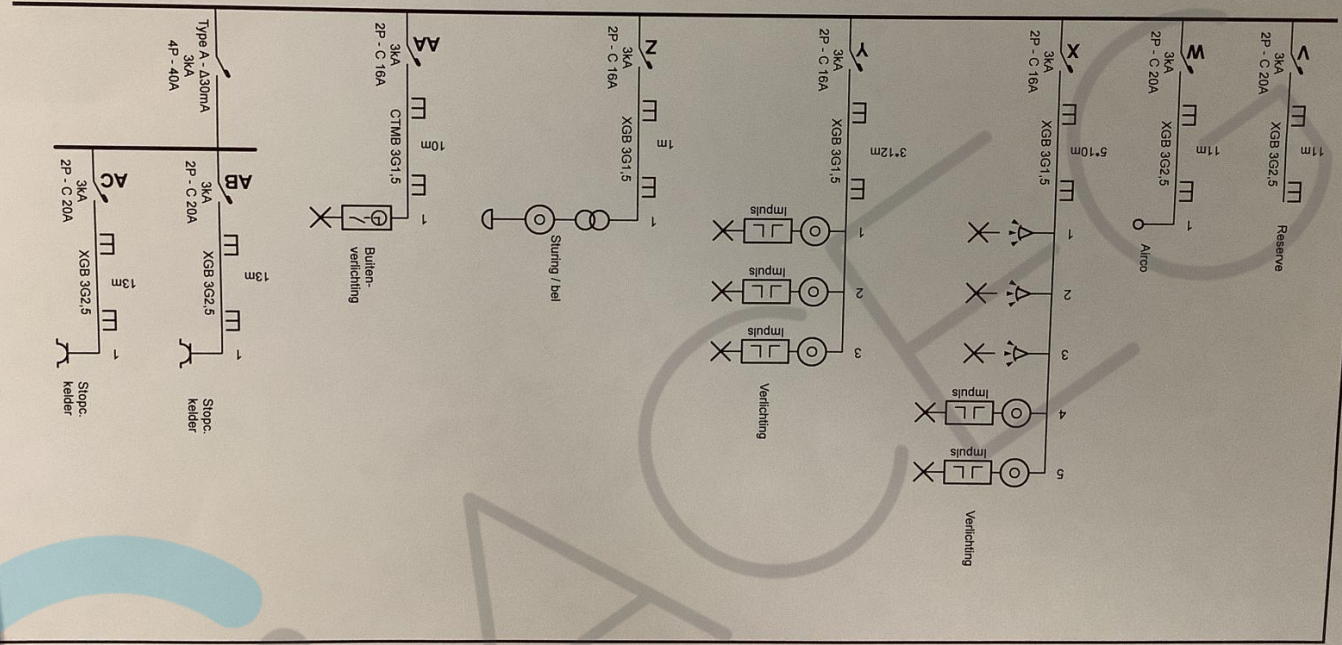 V
3kA
2P - C 20A
XGB 3G2,5
11m
Reserve
W
3kA
2P - C 20A
XGB 3G2,5
11m
1
Airco
X
3kA
2P - C 16A
XGB 3G1,5
5*10m
1
2
3
4
Impuls
5
Impuls
Verlichting
Y
3kA
2P - C 16A
XGB 3G1,5
3*12m
1
Impuls
2
Impuls
3
Impuls
Verlichting
Z
3kA
2P - C 16A
XGB 3G1,5
1m
1
Sturing / bel
AA
3kA
2P - C 16A
CTMB 3G1,5
10m
1
Buiten-
verlichting
Type A - Δ30mA
3kA
4P - 40A
AB
3kA
2P - C 20A
XGB 3G2,5
13m
1
Stopc.
kelder
AC
3kA
2P - C 20A
XGB 3G2,5
13m
1
Stopc.
kelder
ACEG